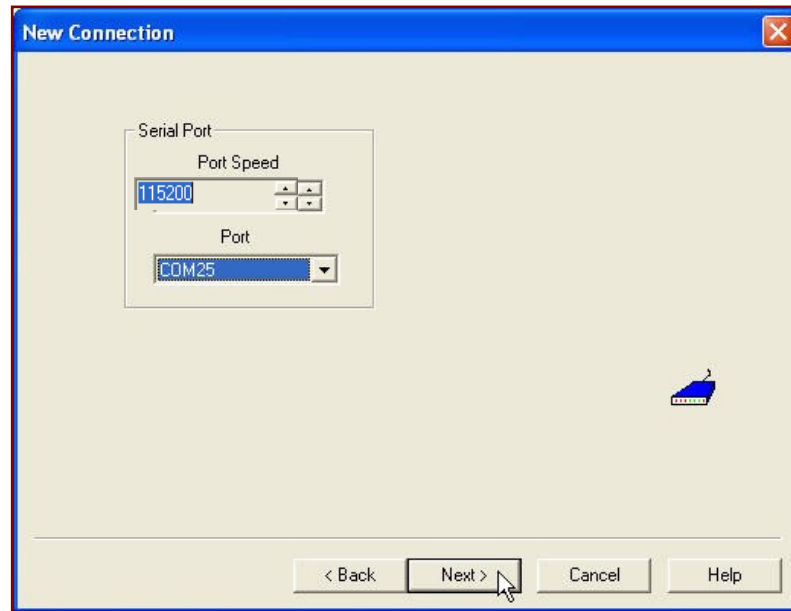 New Connection
Serial Port
Port Speed
115200
Port
COM25
< Back Next > Cancel Help